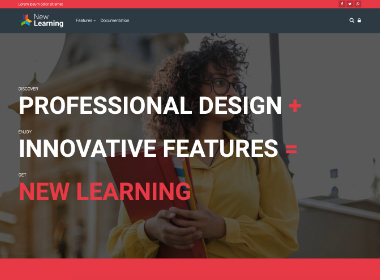 Lorem ipsum dolor sit amet.
New
Learning
Features Documentation
DISCOVER
PROFESSIONAL DESIGN +
ENJOY
INNOVATIVE FEATURES =
GET
NEW LEARNING